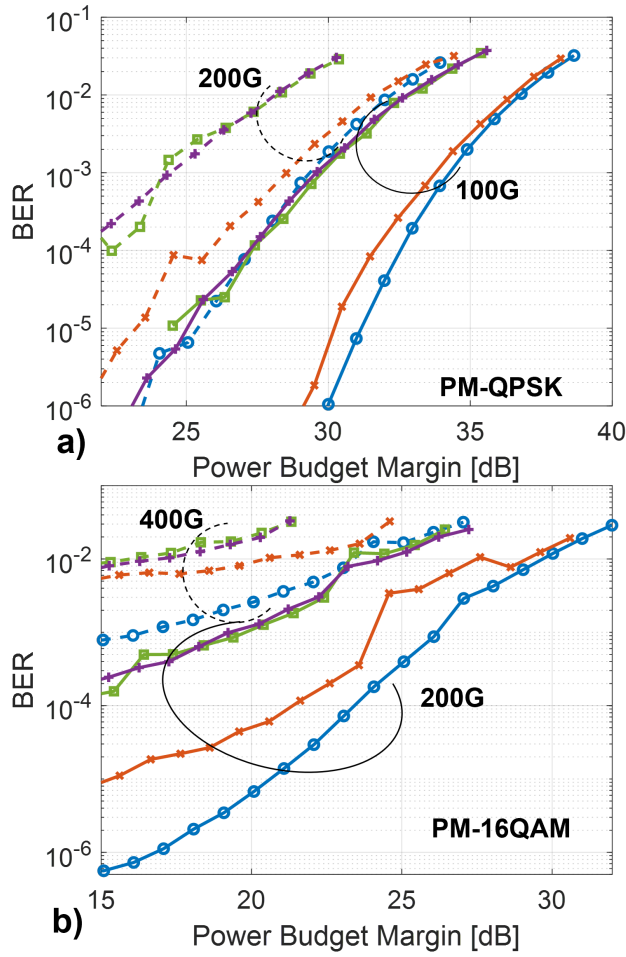 10^-1
10^-2
10^-3
10^-4
10^-5
10^-6
BER
200G
100G
PM-QPSK
25 30 35 40
a)
Power Budget Margin [dB]
10^-2
10^-4
10^-6
BER
400G
200G
PM-16QAM
15 20 25 30
b)
Power Budget Margin [dB]